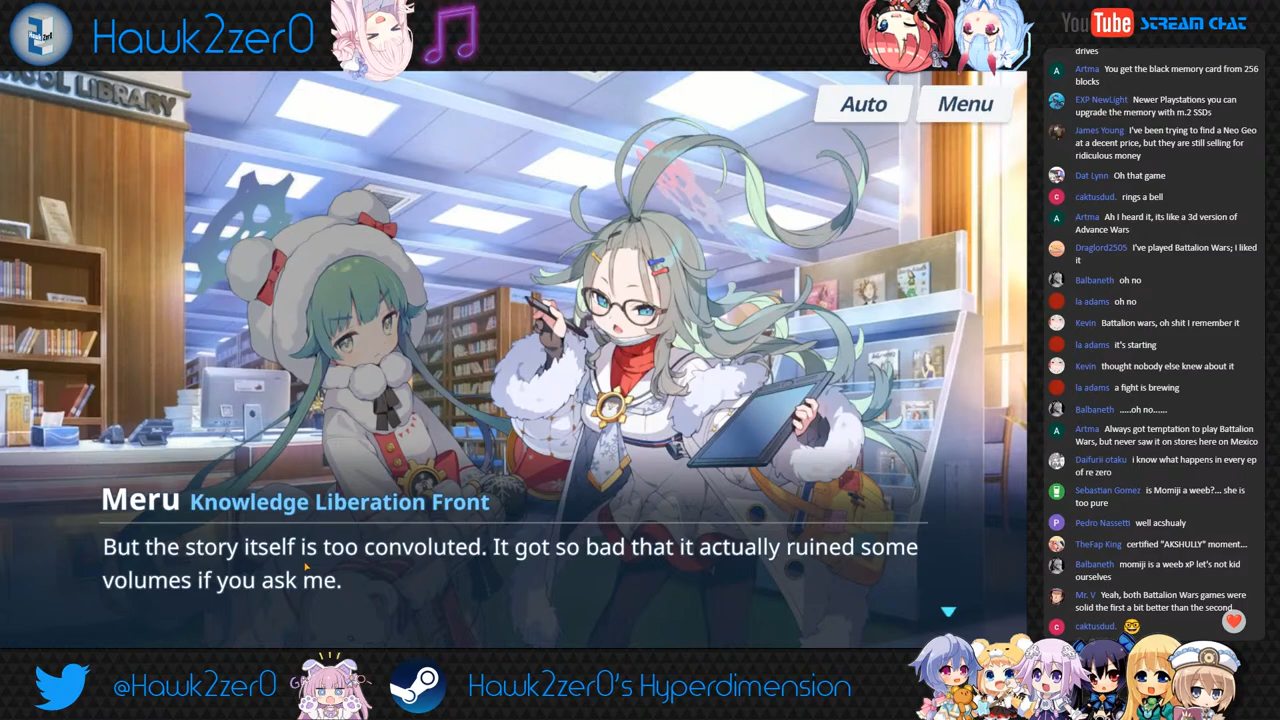 Hawk2zer0
YouTube STREAM CHAT
OOL LIBRARY
Auto
Menu
Meru Knowledge Liberation Front
But the story itself is too convoluted. It got so bad that it actually ruined some
volumes if you ask me.
drives
A Artma You get the black memory card from 256
blocks
EXP NewLight Newer Playstations you can
upgrade the memory with m.2 SSDs
James Young I've been trying to find a Neo Geo
at a decent price, but they are still selling for
ridiculous money
Dat Lynn Oh that game
c caktusdud. rings a bell
A Artma Ah I heard it, its like a 3d version of
Advance Wars
Draglord2505 I've played Battalion Wars; i liked
it
Balbaneth oh no
la adams oh no
Kevin Battalion wars, oh shit I remember it
la adams it's starting
Kevin thought nobody else knew about it
la adams a fight is brewing
Balbaneth .....oh no......
A Artma Always got temptation to play Battalion
Wars, but never saw it on stores here on Mexico
Daifurii otaku i know what happens in every ep
of re zero
Sebastian Gomez is Momiji a weeb?... she is
too pure
P Pedro Nassetti well acshualy
TheFap King certified "AKSHULLY" moment...
Balbaneth momiji is a weeb xP let's not kid
ourselves
Mr. V Yeah, both Battalion Wars games were
solid the first a bit better than the second
c caktusdud. 🤓
@Hawk2zer0
Hawk2zer0's Hyperdimension